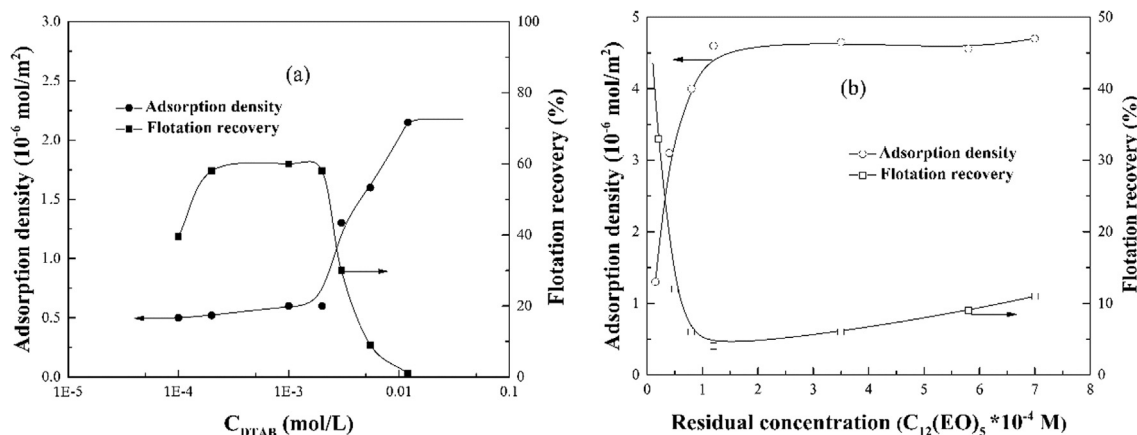 (a)
Adsorption density
Flotation recovery
Adsorption density (10⁻⁶ mol/m²)
3.0
2.5
2.0
1.5
1.0
0.5
0.0
Flotation recovery (%)
100
80
60
40
20
0
1E-5
1E-4
1E-3
0.01
0.1
C_DTAB (mol/L)
(b)
Adsorption density
Flotation recovery
Adsorption density (10⁻⁶ mol/m²)
5
4
3
2
1
0
Flotation recovery (%)
50
40
30
20
10
0
0
1
2
3
4
5
6
7
8
Residual concentration (C₁₂(EO)₅ *10⁻⁴ M)